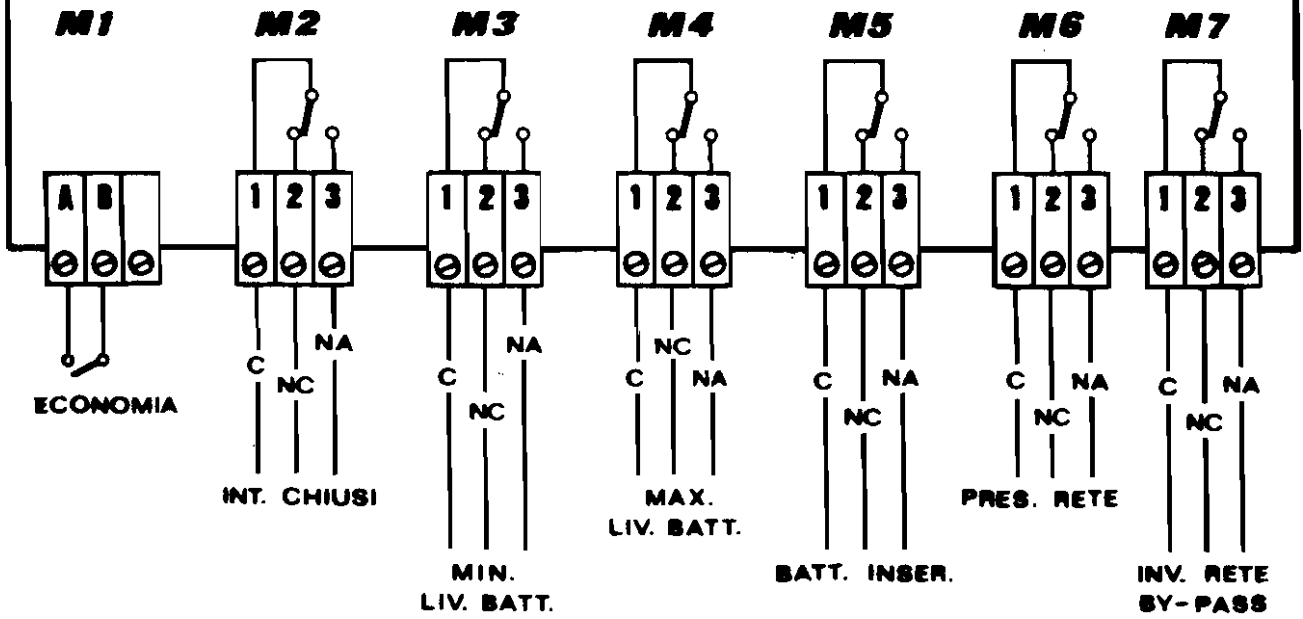 M1 M2 M3 M4 M5 M6 M7
A B 1 2 3 1 2 3 1 2 3 1 2 3 1 2 3 1 2 3
C NC NA C NC NA C NC NA C NC NA C NC NA C NC NA
ECONOMIA
INT. CHIUSI
MIN.
LIV. BATT.
MAX.
LIV. BATT.
BATT. INSER.
PRES. RETE
INV. RETE
BY-PASS